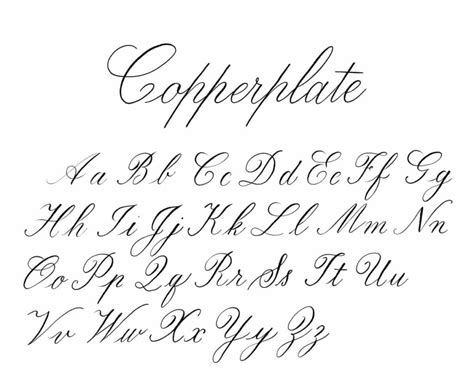 Copperplate
Aa Bb Cc Dd Ee Ff Gg
Hh Ii Jj Kk Ll Mm Nn
Oo Pp Qq Rr Ss Tt Uu
Vv Ww Xx Yy Zz